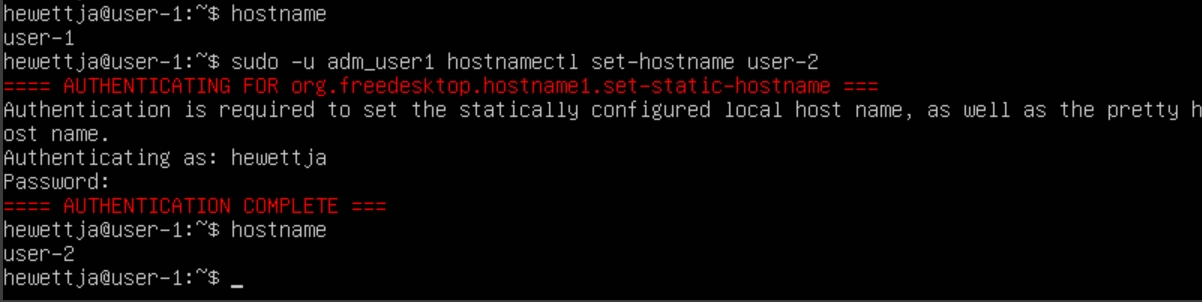 hewettja@user-1:~$ hostname
user-1
hewettja@user-1:~$ sudo -u adm_user1 hostnamectl set-hostname user-2
==== AUTHENTICATING FOR org.freedesktop.hostname1.set-static-hostname ===
Authentication is required to set the statically configured local host name, as well as the pretty h
ost name.
Authenticating as: hewettja
Password:
==== AUTHENTICATION COMPLETE ===
hewettja@user-1:~$ hostname
user-2
hewettja@user-1:~$ _